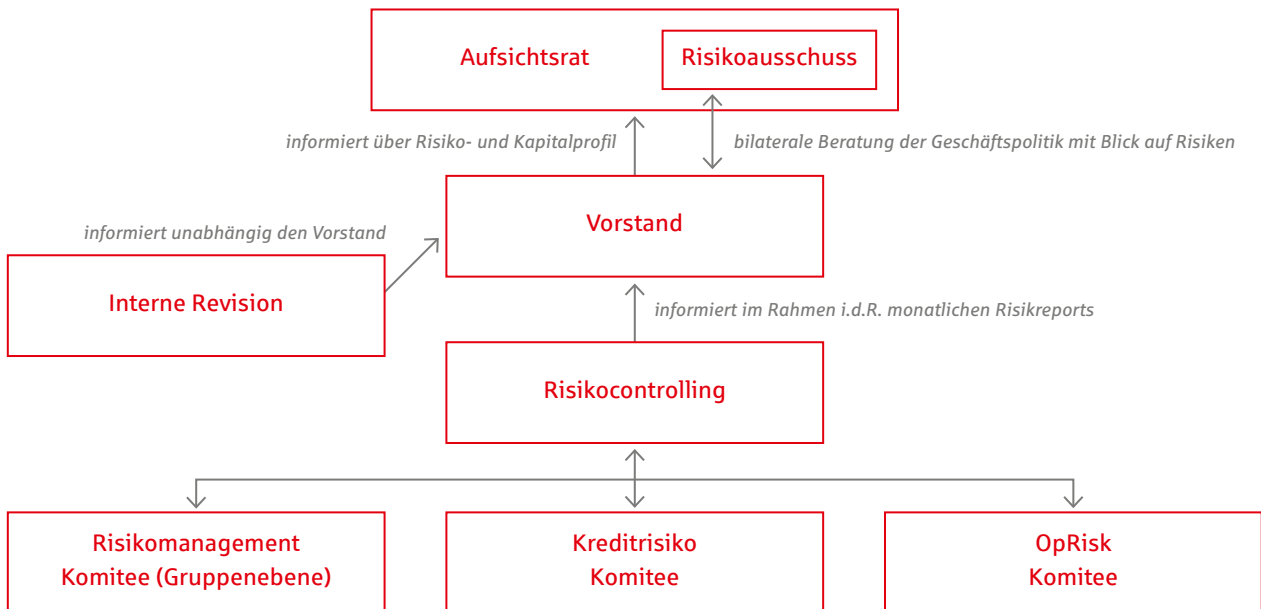 Aufsichtsrat
Risikoausschuss
informiert über Risiko- und Kapitalprofil
bilaterale Beratung der Geschäftspolitik mit Blick auf Risiken
Vorstand
informiert unabhängig den Vorstand
Interne Revision
informiert im Rahmen i.d.R. monatlichen Risikreports
Risikocontrolling
Risikomanagement
Komitee (Gruppenebene)
Kreditrisiko
Komitee
OpRisk
Komitee